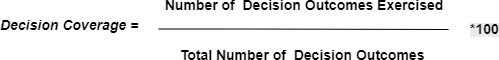 Number of Decision Outcomes Exercised
Decision Coverage = *100
Total Number of Decision Outcomes